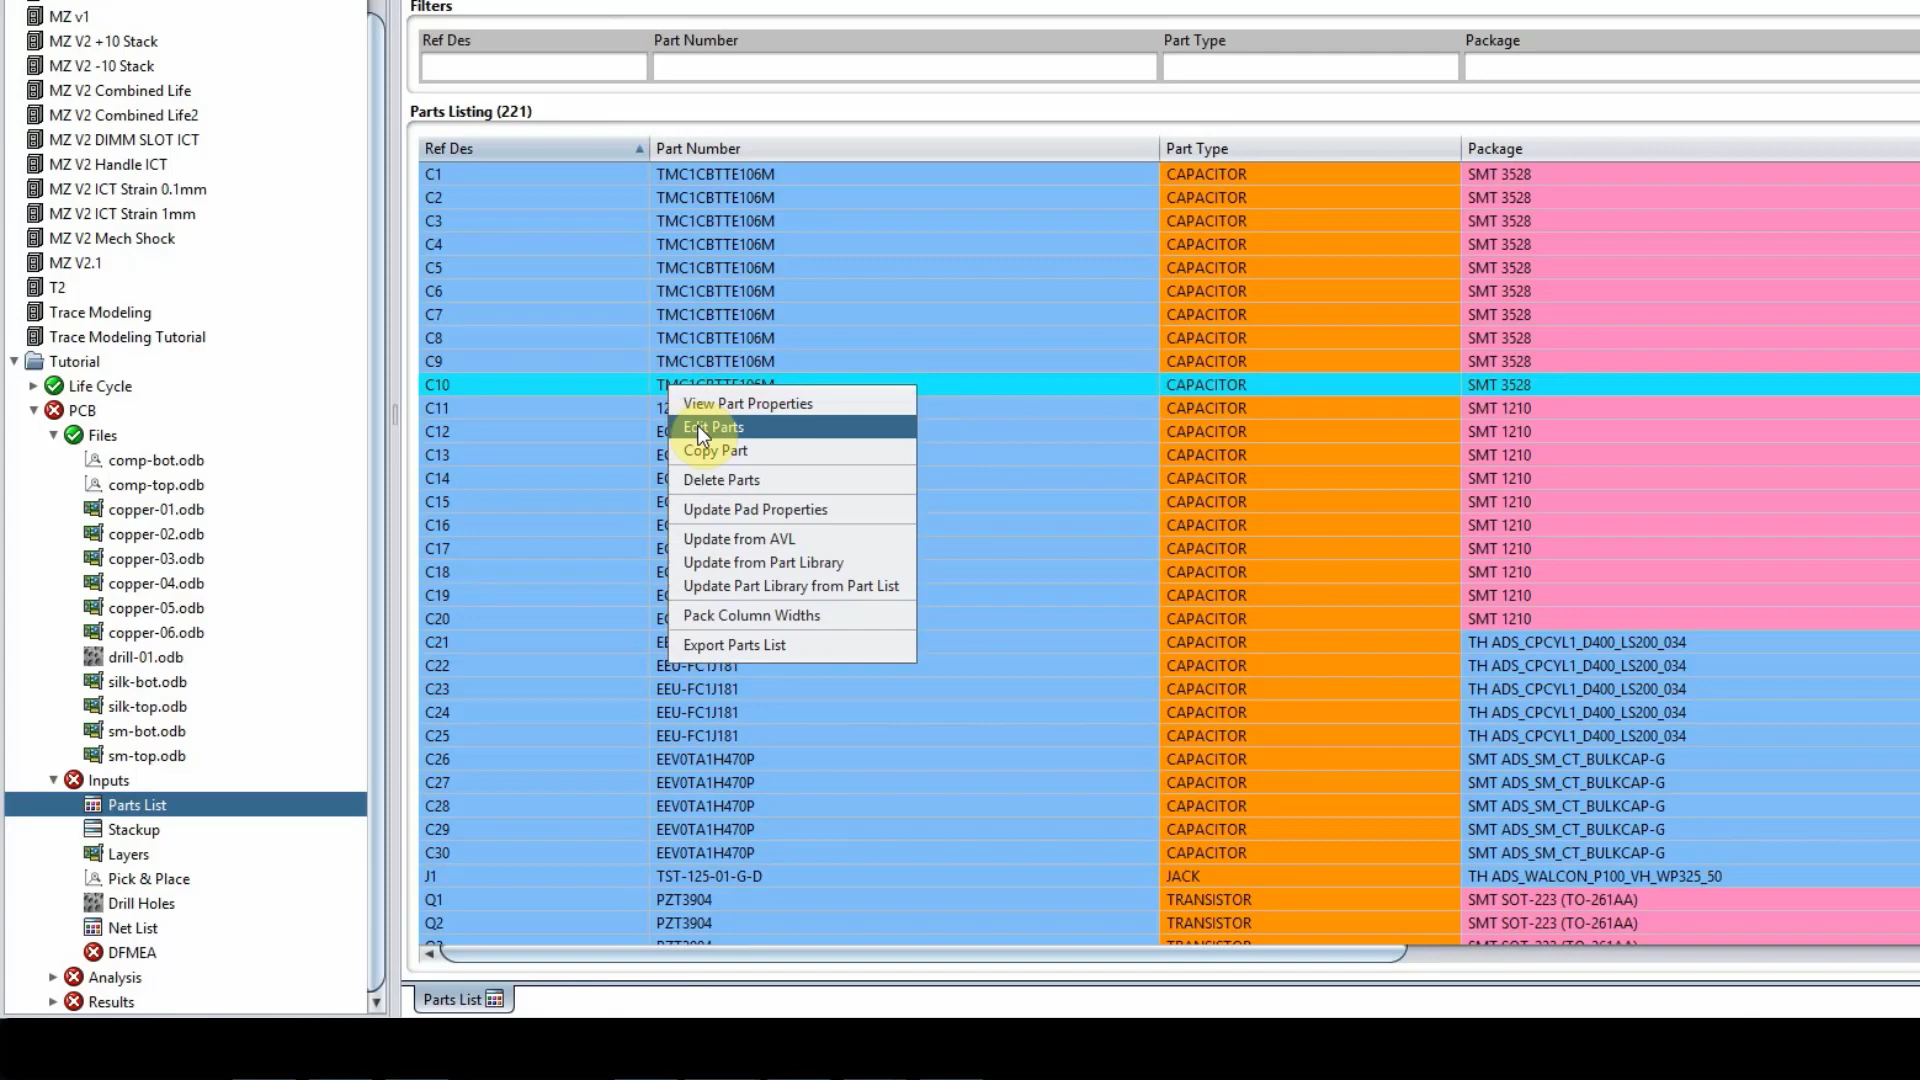 MZ v1
MZ V2 +10 Stack
MZ V2 -10 Stack
MZ V2 Combined Life
MZ V2 Combined Life2
MZ V2 DIMM SLOT ICT
MZ V2 Handle ICT
MZ V2 ICT Strain 0.1mm
MZ V2 ICT Strain 1mm
MZ V2 Mech Shock
MZ V2.1
T2
Trace Modeling
Trace Modeling Tutorial
Tutorial
Life Cycle
PCB
Files
comp-bot.odb
comp-top.odb
copper-01.odb
copper-02.odb
copper-03.odb
copper-04.odb
copper-05.odb
copper-06.odb
drill-01.odb
silk-bot.odb
silk-top.odb
sm-bot.odb
sm-top.odb
Inputs
Parts List
Stackup
Layers
Pick & Place
Drill Holes
Net List
DFMEA
Analysis
Results
Filters
Ref Des Part Number Part Type Package
Parts Listing (221)
Ref Des Part Number Part Type Package
C1 TMC1CBTTE106M CAPACITOR SMT 3528
C2 TMC1CBTTE106M CAPACITOR SMT 3528
C3 TMC1CBTTE106M CAPACITOR SMT 3528
C4 TMC1CBTTE106M CAPACITOR SMT 3528
C5 TMC1CBTTE106M CAPACITOR SMT 3528
C6 TMC1CBTTE106M CAPACITOR SMT 3528
C7 TMC1CBTTE106M CAPACITOR SMT 3528
C8 TMC1CBTTE106M CAPACITOR SMT 3528
C9 TMC1CBTTE106M CAPACITOR SMT 3528
C10 TMC1CBTTE106M CAPACITOR SMT 3528
C11 CAPACITOR SMT 1210
C12 CAPACITOR SMT 1210
C13 CAPACITOR SMT 1210
C14 CAPACITOR SMT 1210
C15 CAPACITOR SMT 1210
C16 CAPACITOR SMT 1210
C17 CAPACITOR SMT 1210
C18 CAPACITOR SMT 1210
C19 CAPACITOR SMT 1210
C20 CAPACITOR SMT 1210
C21 CAPACITOR TH ADS_CPCYL1_D400_LS200_034
C22 EEU-FC1J181 CAPACITOR TH ADS_CPCYL1_D400_LS200_034
C23 EEU-FC1J181 CAPACITOR TH ADS_CPCYL1_D400_LS200_034
C24 EEU-FC1J181 CAPACITOR TH ADS_CPCYL1_D400_LS200_034
C25 EEU-FC1J181 CAPACITOR TH ADS_CPCYL1_D400_LS200_034
C26 EEV0TA1H470P CAPACITOR SMT ADS_SM_CT_BULKCAP-G
C27 EEV0TA1H470P CAPACITOR SMT ADS_SM_CT_BULKCAP-G
C28 EEV0TA1H470P CAPACITOR SMT ADS_SM_CT_BULKCAP-G
C29 EEV0TA1H470P CAPACITOR SMT ADS_SM_CT_BULKCAP-G
C30 EEV0TA1H470P CAPACITOR SMT ADS_SM_CT_BULKCAP-G
J1 TST-125-01-G-D JACK TH ADS_WALCON_P100_VH_WP325_50
Q1 PZT3904 TRANSISTOR SMT SOT-223 (TO-261AA)
Q2 PZT3904 TRANSISTOR SMT SOT-223 (TO-261AA)
View Part Properties
Edit Parts
Copy Part
Delete Parts
Update Pad Properties
Update from AVL
Update from Part Library
Update Part Library from Part List
Pack Column Widths
Export Parts List
Parts List